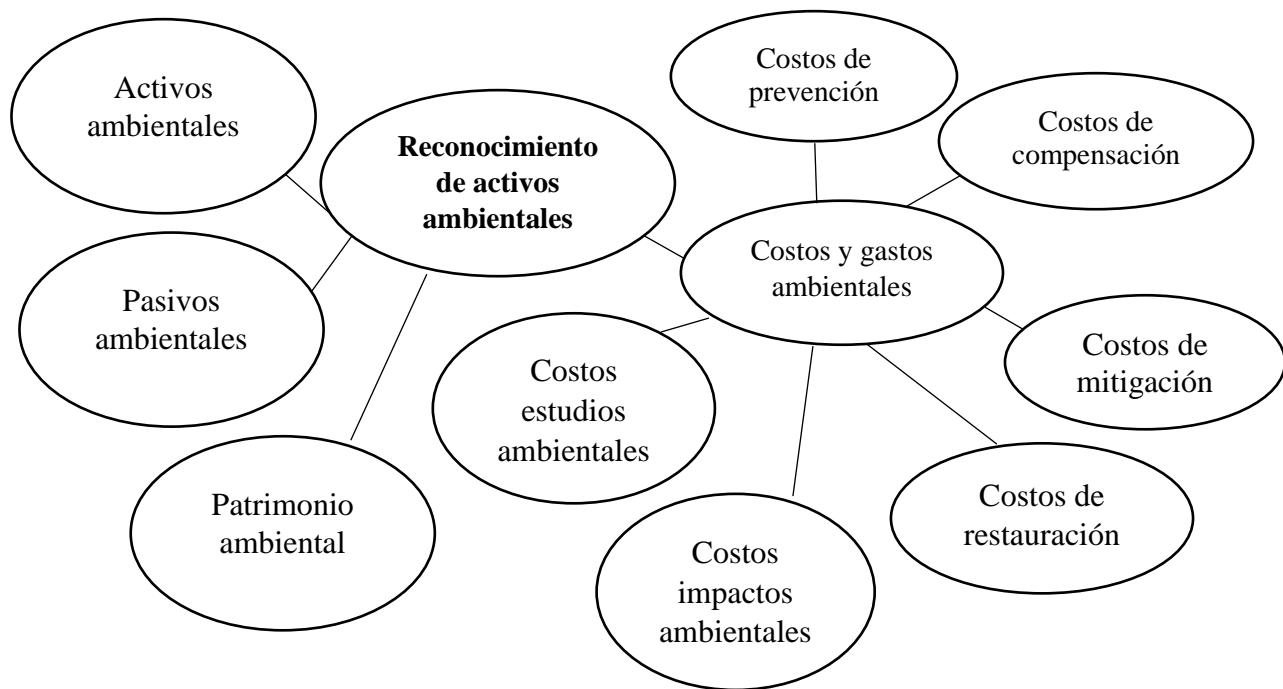 Activos
ambientales
Reconocimiento
de activos
ambientales
Costos de
prevención
Costos de
compensación
Pasivos
ambientales
Costos y gastos
ambientales
Costos
estudios
ambientales
Costos de
mitigación
Patrimonio
ambiental
Costos
impactos
ambientales
Costos de
restauración